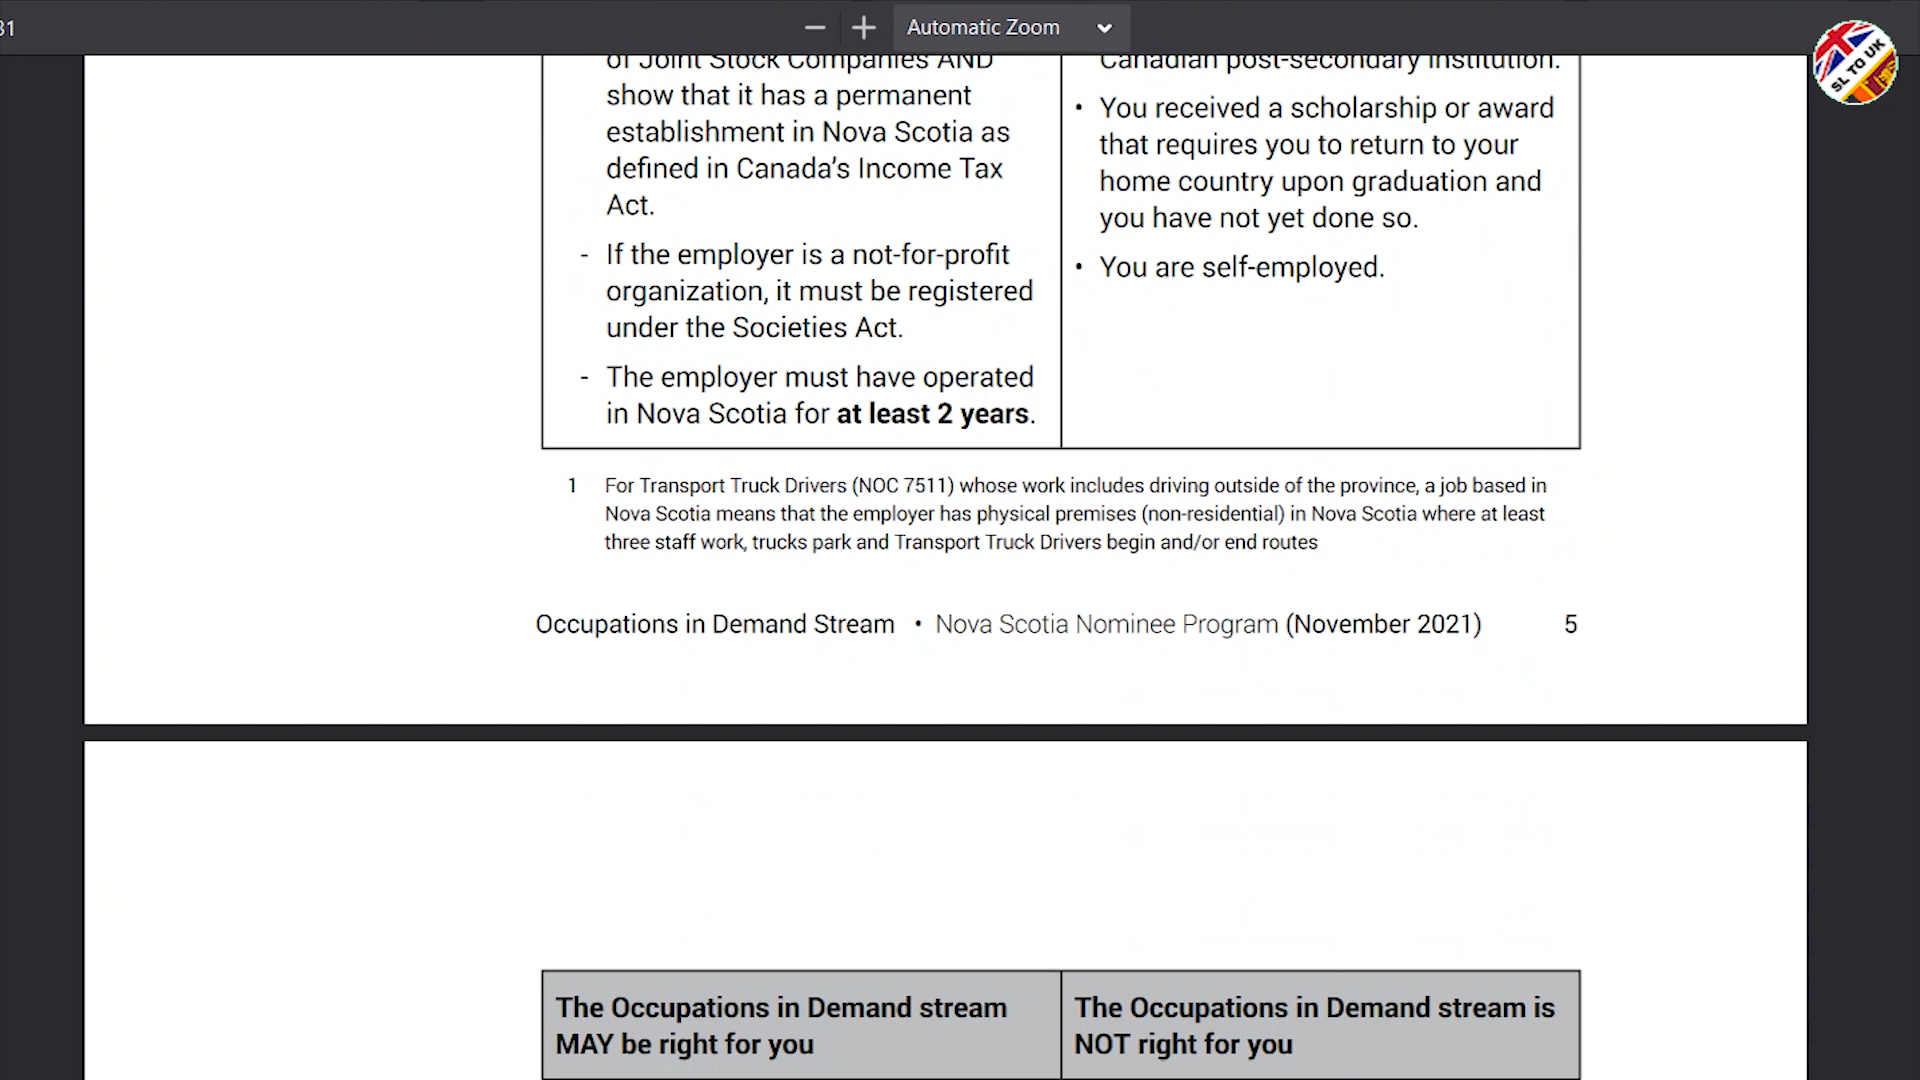 31
Automatic Zoom
SL TO UK
of Joint Stock Companies AND
show that it has a permanent
establishment in Nova Scotia as
defined in Canada’s Income Tax
Act.
- If the employer is a not-for-profit
organization, it must be registered
under the Societies Act.
- The employer must have operated
in Nova Scotia for at least 2 years.
Canadian post-secondary institution.
• You received a scholarship or award
that requires you to return to your
home country upon graduation and
you have not yet done so.
• You are self-employed.
1 For Transport Truck Drivers (NOC 7511) whose work includes driving outside of the province, a job based in
Nova Scotia means that the employer has physical premises (non-residential) in Nova Scotia where at least
three staff work, trucks park and Transport Truck Drivers begin and/or end routes
Occupations in Demand Stream • Nova Scotia Nominee Program (November 2021) 5
The Occupations in Demand stream
MAY be right for you
The Occupations in Demand stream is
NOT right for you